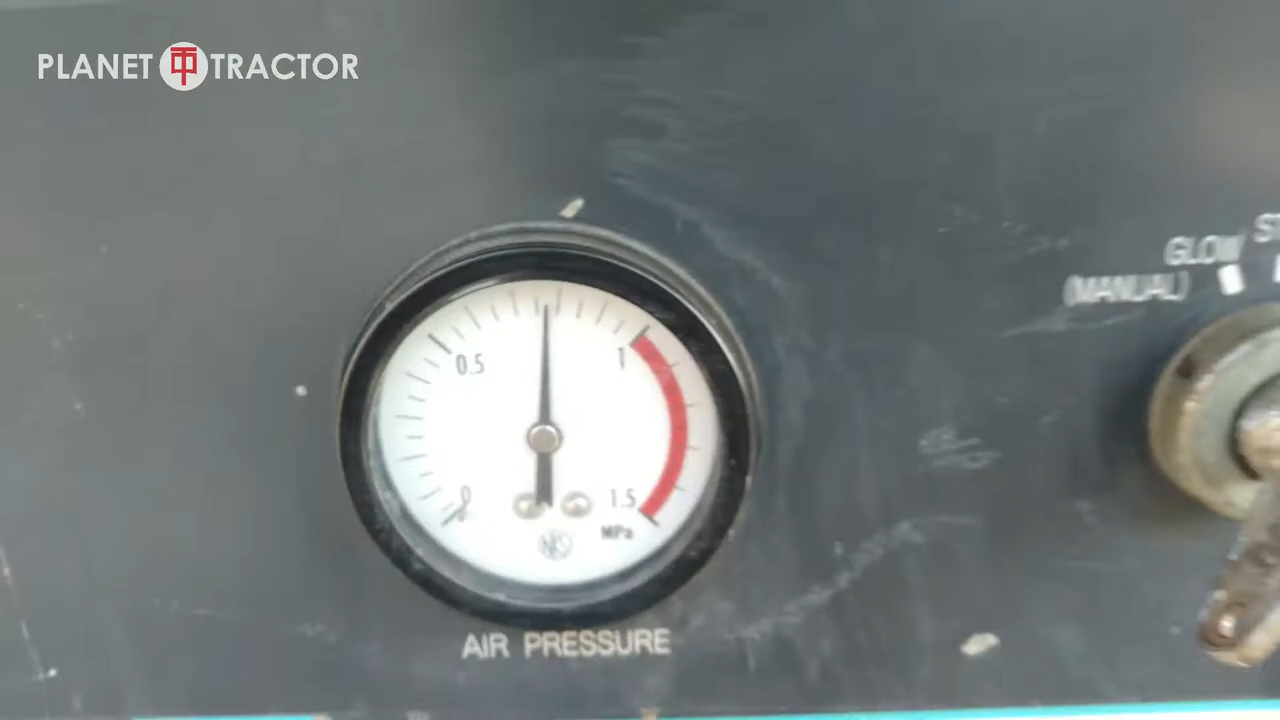 PLANET TRACTOR
GLOW
(MANUAL)
0.5
1
0
1.5
MPa
AIR PRESSURE